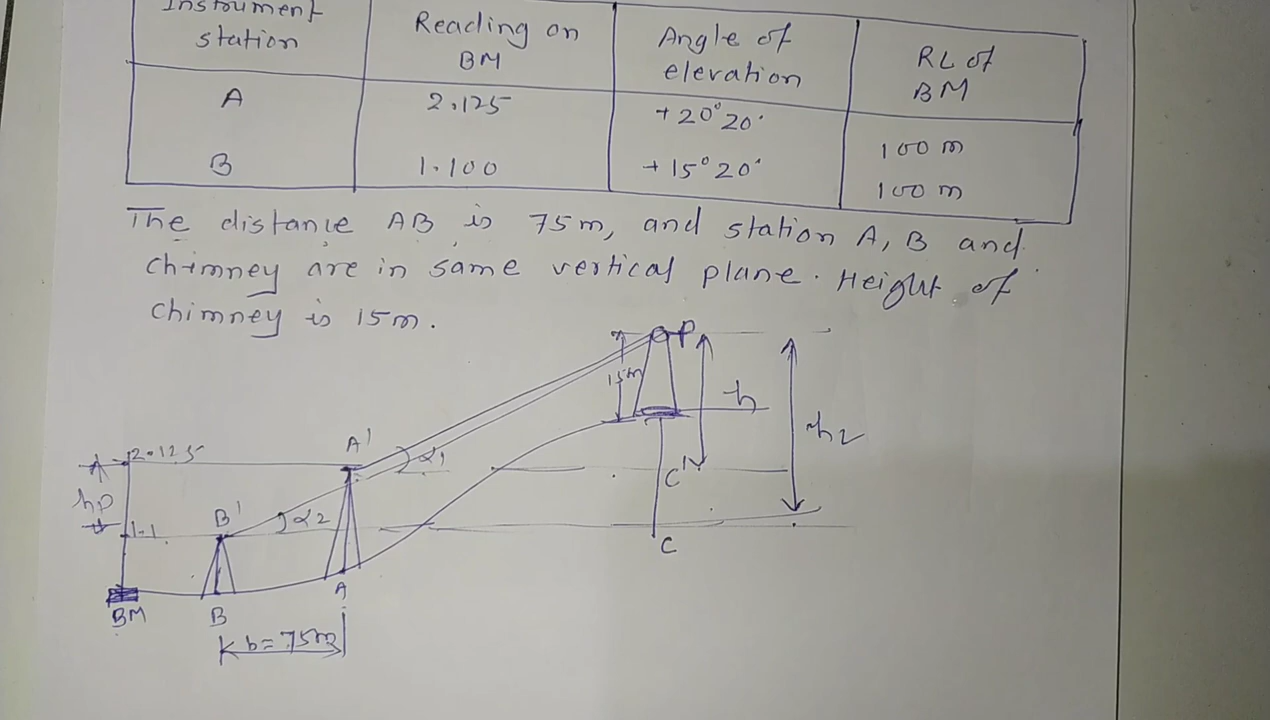 Instrument station | Reading on BM | Angle of elevation | RL of BM
A | 2.125 | +20°20' | 100 m
B | 1.100 | +15°20' | 100 m
The distance AB is 75m, and station A, B and
chimney are in same vertical plane. Height of
chimney is 15m.
P
15m
h
h2
A'
2.125
α1
C'
hD
B'
α2
1.1
C
BM
B
A
b=75m